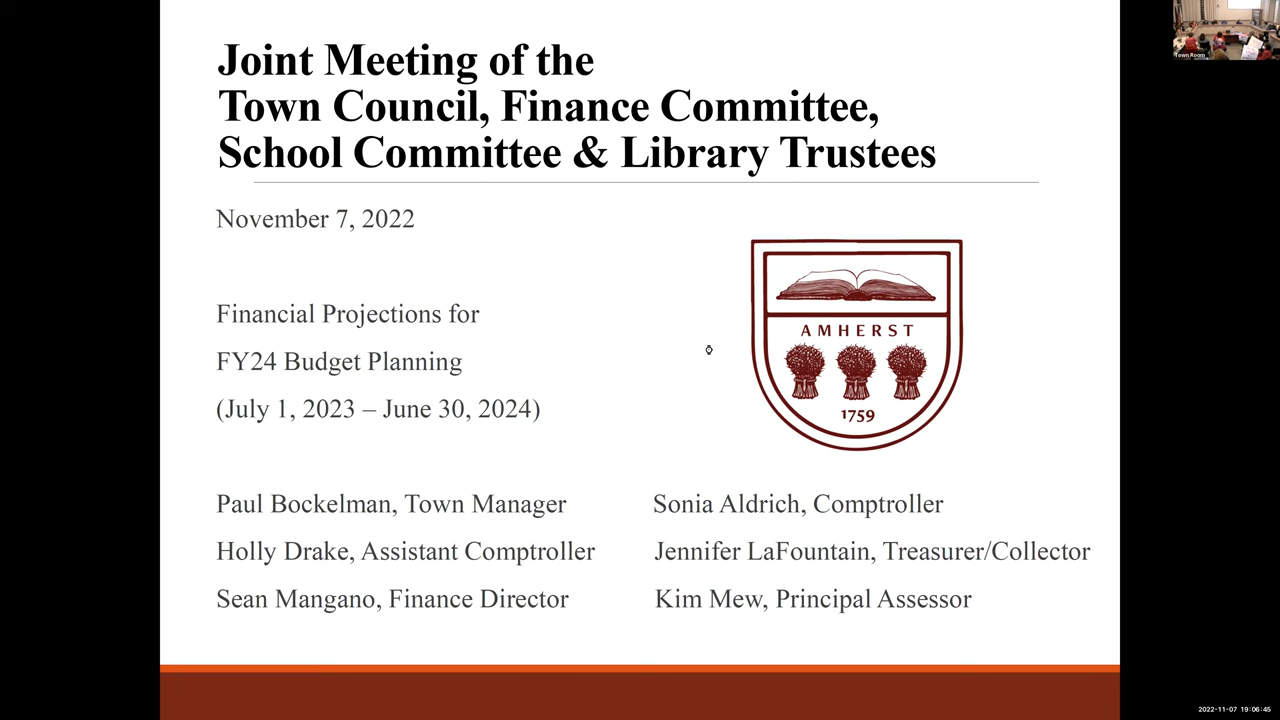 Joint Meeting of the
Town Council, Finance Committee,
School Committee & Library Trustees
November 7, 2022
Financial Projections for
FY24 Budget Planning
(July 1, 2023 – June 30, 2024)
AMHERST
1759
Paul Bockelman, Town Manager
Sonia Aldrich, Comptroller
Holly Drake, Assistant Comptroller
Jennifer LaFountain, Treasurer/Collector
Sean Mangano, Finance Director
Kim Mew, Principal Assessor
Town Room
2022-11-07 19:06:45